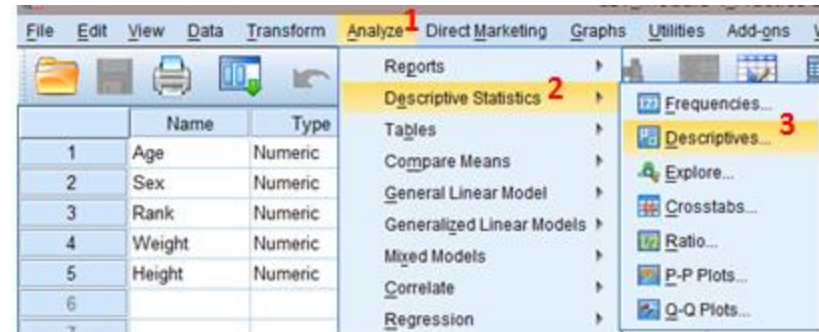 File Edit View Data Transform Analyze 1 Direct Marketing Graphs Utilities Add-ons
Reports
Descriptive Statistics 2
Tables
Compare Means
General Linear Model
Generalized Linear Models
Mixed Models
Correlate
Regression
Frequencies...
Descriptives... 3
Explore...
Crosstabs...
Ratio...
P-P Plots...
Q-Q Plots...
Name Type
1 Age Numeric
2 Sex Numeric
3 Rank Numeric
4 Weight Numeric
5 Height Numeric
6